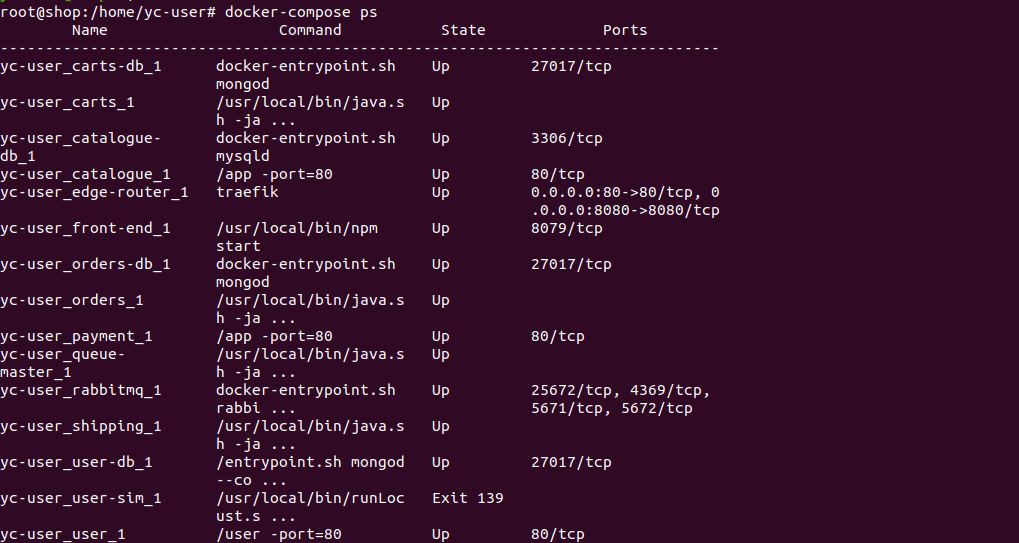 root@shop:/home/yc-user# docker-compose ps
Name Command State Ports
--------------------------------------------------------------------------------
yc-user_carts-db_1 docker-entrypoint.sh Up 27017/tcp
mongod
yc-user_carts_1 /usr/local/bin/java.s Up
h -ja ...
yc-user_catalogue- docker-entrypoint.sh Up 3306/tcp
db_1 mysqld
yc-user_catalogue_1 /app -port=80 Up 80/tcp
yc-user_edge-router_1 traefik Up 0.0.0.0:80->80/tcp, 0
.0.0.0:8080->8080/tcp
yc-user_front-end_1 /usr/local/bin/npm Up 8079/tcp
start
yc-user_orders-db_1 docker-entrypoint.sh Up 27017/tcp
mongod
yc-user_orders_1 /usr/local/bin/java.s Up
h -ja ...
yc-user_payment_1 /app -port=80 Up 80/tcp
yc-user_queue- /usr/local/bin/java.s Up
master_1 h -ja ...
yc-user_rabbitmq_1 docker-entrypoint.sh Up 25672/tcp, 4369/tcp,
rabbi ... 5671/tcp, 5672/tcp
yc-user_shipping_1 /usr/local/bin/java.s Up
h -ja ...
yc-user_user-db_1 /entrypoint.sh mongod Up 27017/tcp
--co ...
yc-user_user-sim_1 /usr/local/bin/runLoc Exit 139
ust.s ...
yc-user_user_1 /user -port=80 Up 80/tcp